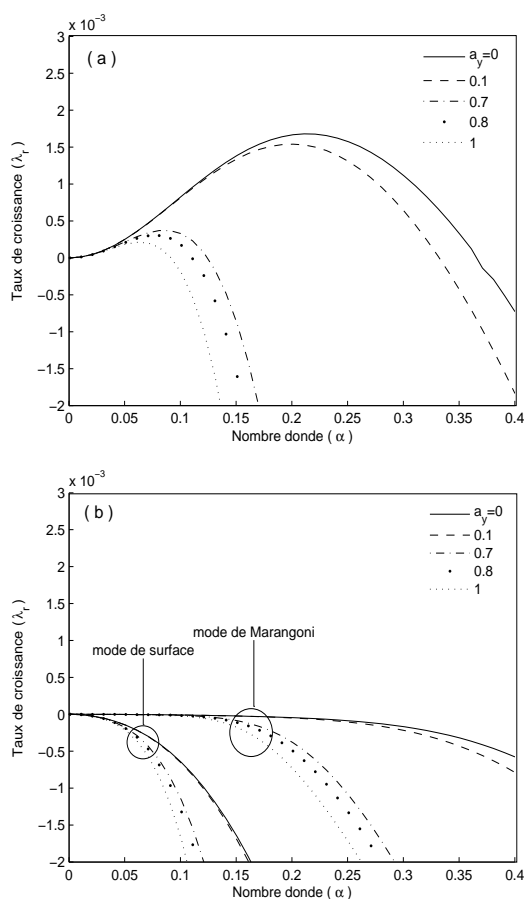 x 10⁻³
( a )
a_y=0
0.1
0.7
0.8
1
3
2.5
2
1.5
1
0.5
0
−0.5
−1
−1.5
−2
Taux de croissance ( λ_r )
0 0.05 0.1 0.15 0.2 0.25 0.3 0.35 0.4
Nombre donde ( α )
x 10⁻³
( b )
a_y=0
0.1
0.7
0.8
1
mode de Marangoni
mode de surface
3
2.5
2
1.5
1
0.5
0
−0.5
−1
−1.5
−2
Taux de croissance ( λ_r )
0 0.05 0.1 0.15 0.2 0.25 0.3 0.35 0.4
Nombre donde ( α )